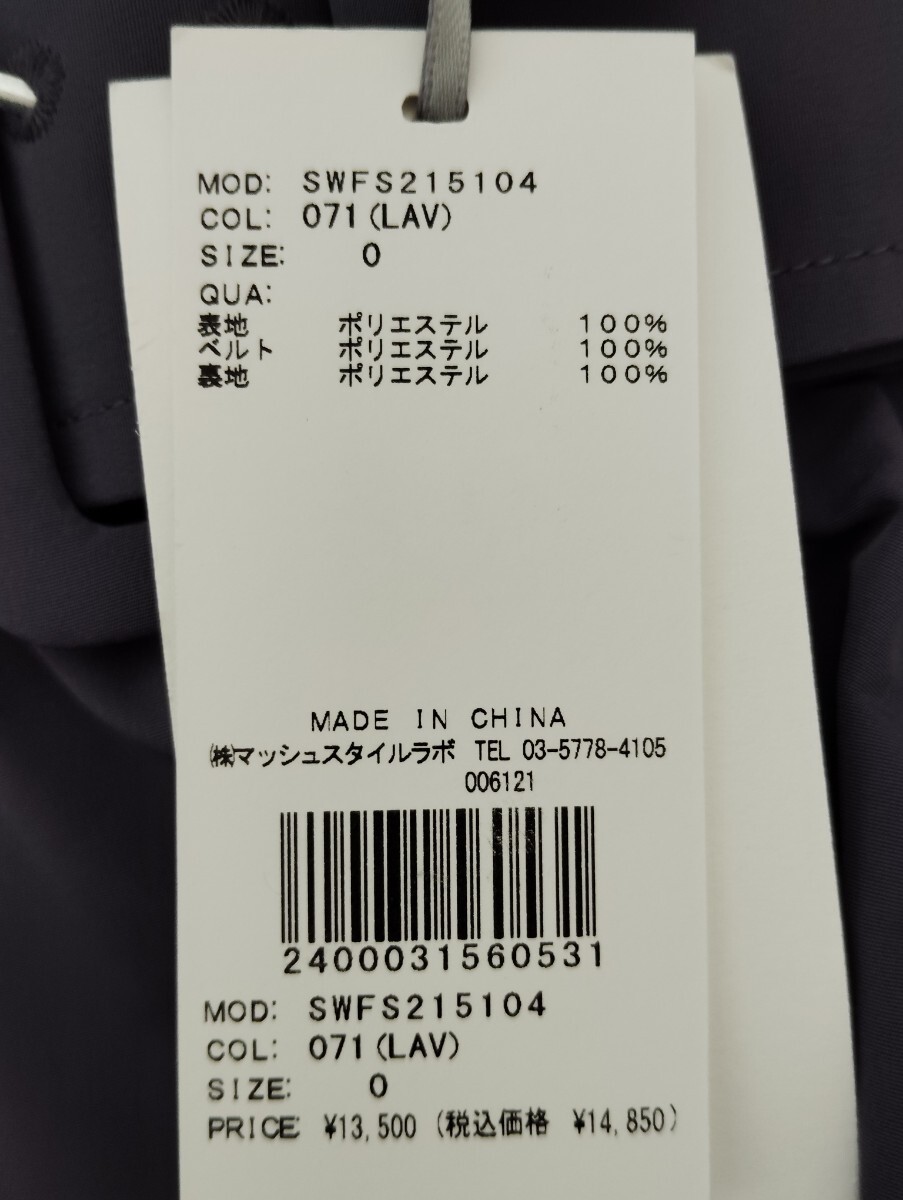 MOD: SWFS215104
COL: 071(LAV)
SIZE: 0
QUA:
表地 ポリエステル 100%
ベルト ポリエステル 100%
裏地 ポリエステル 100%
MADE IN CHINA
㈱マッシュスタイルラボ TEL 03-5778-4105
006121
2400031560531
MOD: SWFS215104
COL: 071(LAV)
SIZE: 0
PRICE: ¥13,500 (税込価格 ¥14,850)